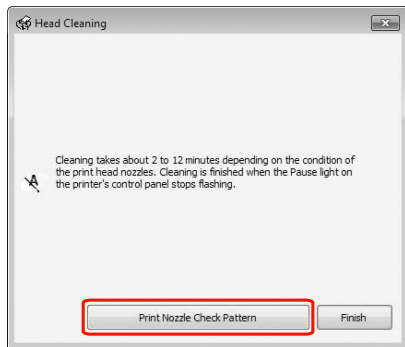 Head Cleaning
Cleaning takes about 2 to 12 minutes depending on the condition of
the print head nozzles. Cleaning is finished when the Pause light on
the printer's control panel stops flashing.
Print Nozzle Check Pattern
Finish